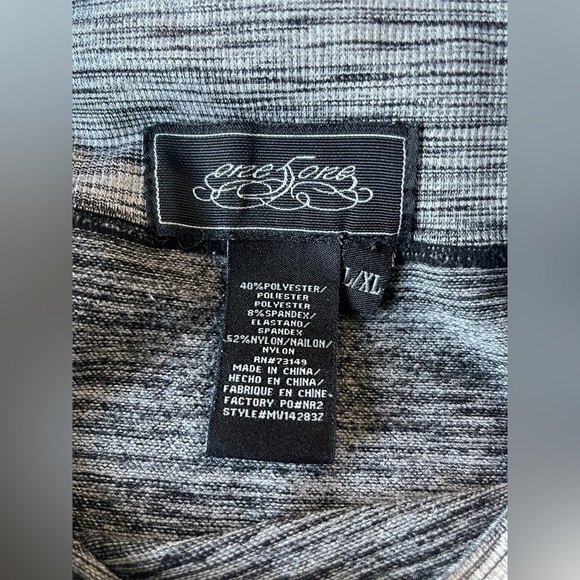 one 5 one
L/XL
40%POLYESTER/
POLIESTER
POLYESTER
8%SPANDEX/
ELASTANO/
SPANDEX
52%NYLON/NAILON/
NYLON
RN#73149
MADE IN CHINA/
HECHO EN CHINA/
FABRIQUE EN CHINE
FACTORY PO#NR2
STYLE#MV14283Z